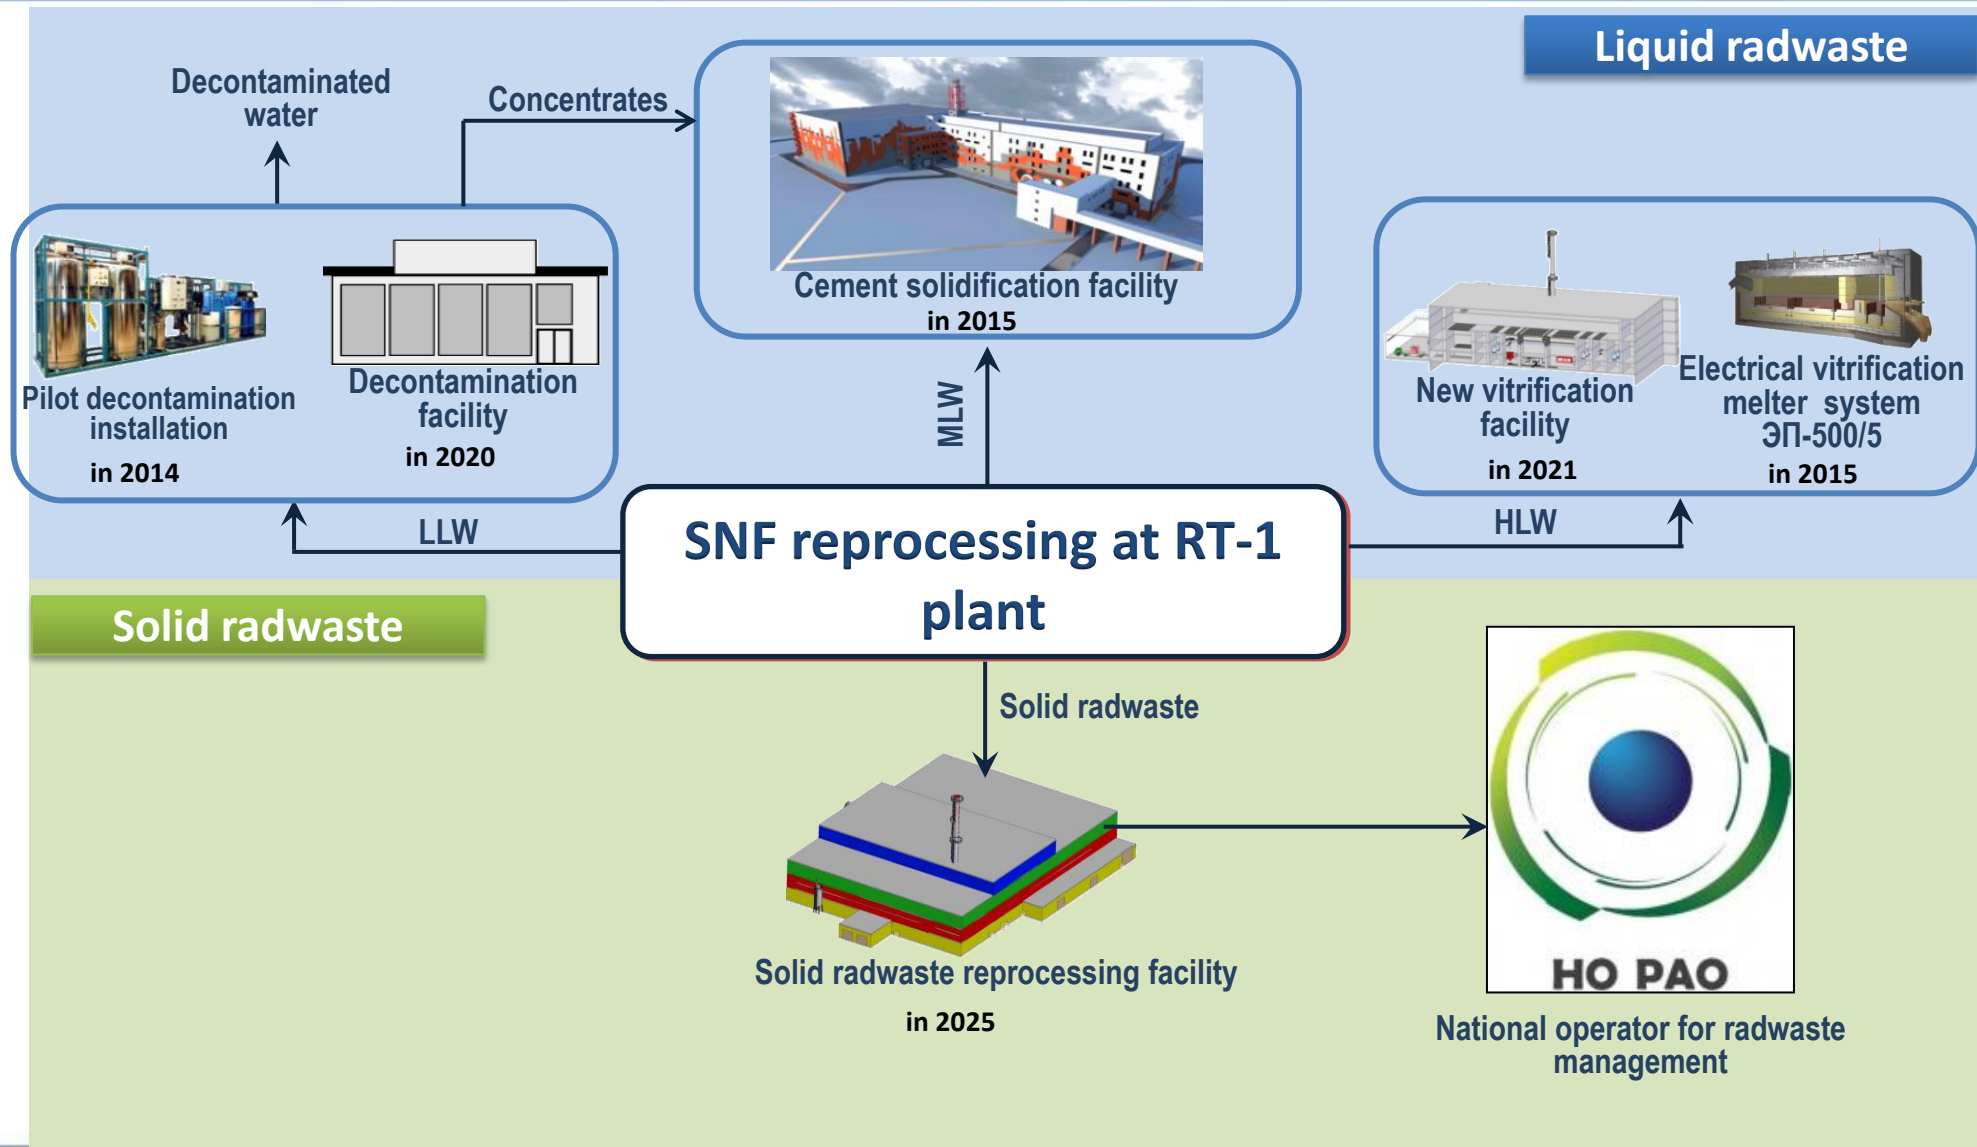 Liquid radwaste
Decontaminated
water
Concentrates
Cement solidification facility
in 2015
Pilot decontamination
installation
in 2014
Decontamination
facility
in 2020
New vitrification
facility
in 2021
Electrical vitrification
melter system
ЭП-500/5
in 2015
MLW
LLW
HLW
SNF reprocessing at RT-1
plant
Solid radwaste
Solid radwaste
Solid radwaste reprocessing facility
in 2025
НО РАО
National operator for radwaste
management